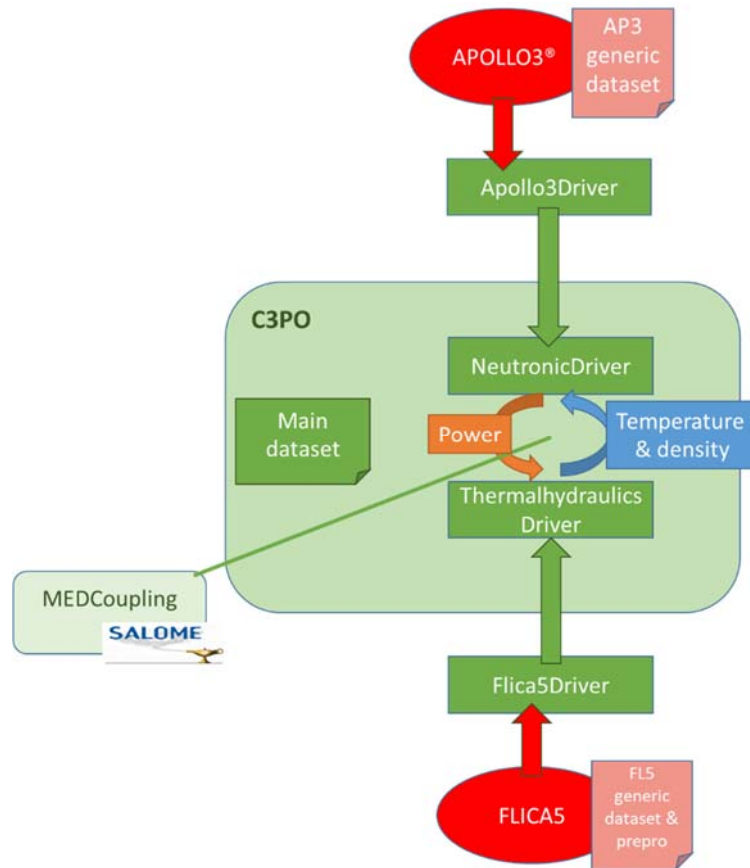 APOLLO3®
AP3
generic
dataset
Apollo3Driver
C3PO
NeutronicDriver
Main
dataset
Power
Temperature
& density
Thermalhydraulics
Driver
MEDCoupling
SALOME
Flica5Driver
FLICA5
FL5
generic
dataset &
prepro